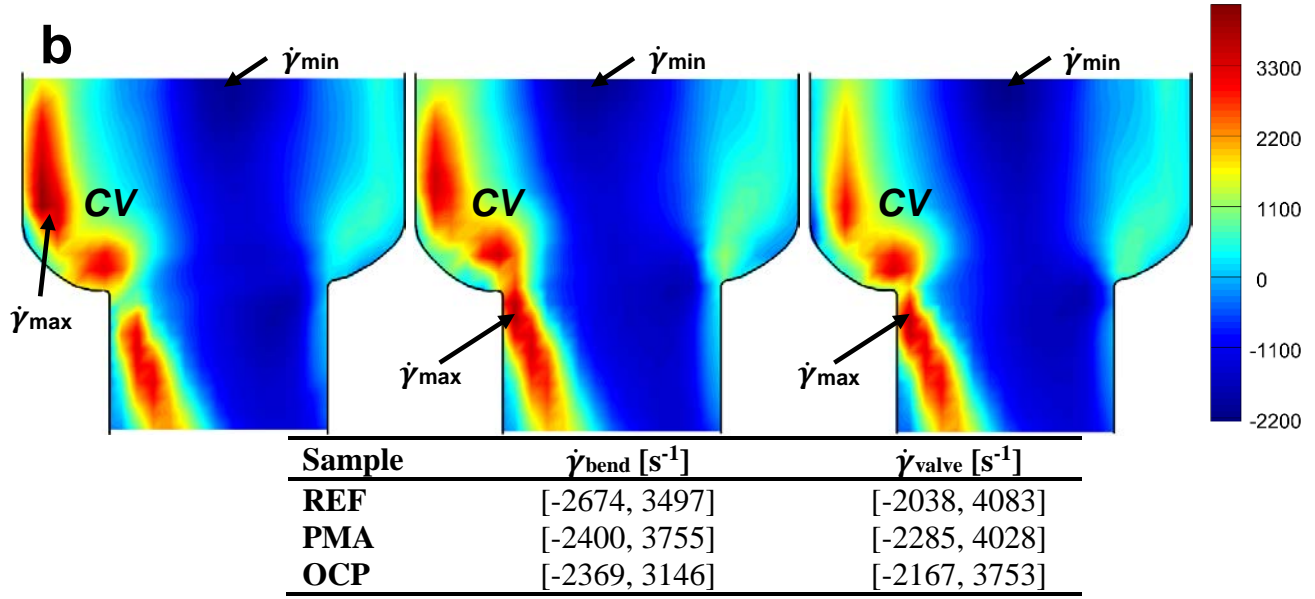 b
γ̇min
γ̇min
γ̇min
3300
2200
CV
CV
CV
1100
0
γ̇max
-1100
γ̇max
γ̇max
-2200
Sample γ̇bend [s-1] γ̇valve [s-1]
REF [-2674, 3497] [-2038, 4083]
PMA [-2400, 3755] [-2285, 4028]
OCP [-2369, 3146] [-2167, 3753]